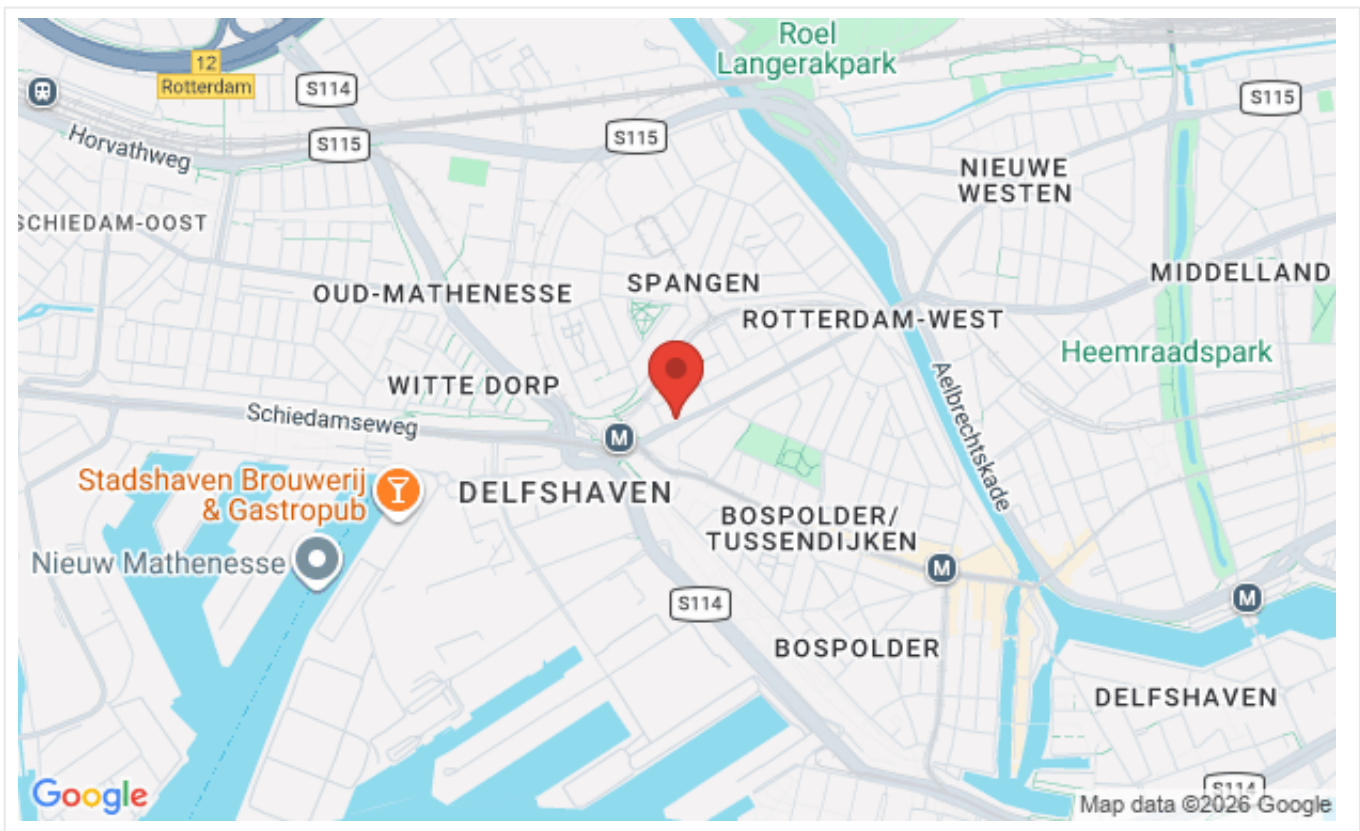 Roel
Langerakpark
12
Rotterdam
S114
S115
S115
S115
Horvathweg
NIEUWE
WESTEN
SCHIEDAM-OOST
SPANGEN
MIDDELLAND
OUD-MATHENESSE
ROTTERDAM-WEST
Heemraadspark
WITTE DORP
Aelbrechtskade
Schiedamseweg
M
Stadshaven Brouwerij
& Gastropub
DELFSHAVEN
BOSPOLDER/
TUSSENDIJKEN
Nieuw Mathenesse
M
S114
M
BOSPOLDER
DELFSHAVEN
S114
Google
Map data ©2026 Google